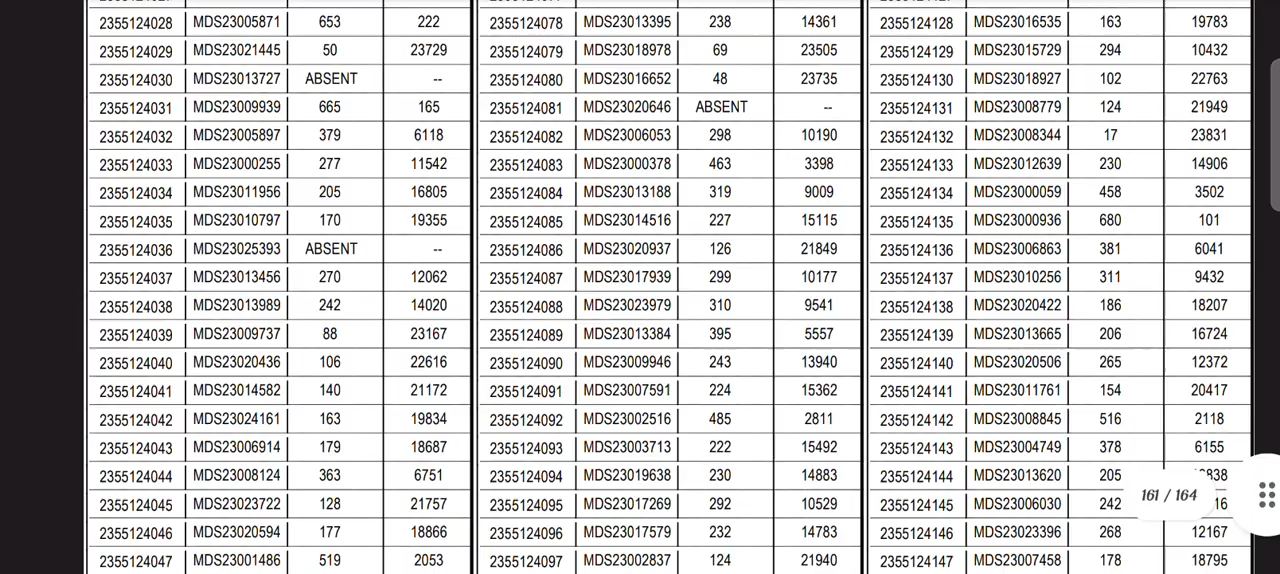 2355124028 MDS23005871 653 222 2355124078 MDS23013395 238 14361 2355124128 MDS23016535 163 19783
2355124029 MDS23021445 50 23729 2355124079 MDS23018978 69 23505 2355124129 MDS23015729 294 10432
2355124030 MDS23013727 ABSENT -- 2355124080 MDS23016652 48 23735 2355124130 MDS23018927 102 22763
2355124031 MDS23009939 665 165 2355124081 MDS23020646 ABSENT -- 2355124131 MDS23008779 124 21949
2355124032 MDS23005897 379 6118 2355124082 MDS23006053 298 10190 2355124132 MDS23008344 17 23831
2355124033 MDS23000255 277 11542 2355124083 MDS23000378 463 3398 2355124133 MDS23012639 230 14906
2355124034 MDS23011956 205 16805 2355124084 MDS23013188 319 9009 2355124134 MDS23000059 458 3502
2355124035 MDS23010797 170 19355 2355124085 MDS23014516 227 15115 2355124135 MDS23000936 680 101
2355124036 MDS23025393 ABSENT -- 2355124086 MDS23020937 126 21849 2355124136 MDS23006863 381 6041
2355124037 MDS23013456 270 12062 2355124087 MDS23017939 299 10177 2355124137 MDS23010256 311 9432
2355124038 MDS23013989 242 14020 2355124088 MDS23023979 310 9541 2355124138 MDS23020422 186 18207
2355124039 MDS23009737 88 23167 2355124089 MDS23013384 395 5557 2355124139 MDS23013665 206 16724
2355124040 MDS23020436 106 22616 2355124090 MDS23009946 243 13940 2355124140 MDS23020506 265 12372
2355124041 MDS23014582 140 21172 2355124091 MDS23007591 224 15362 2355124141 MDS23011761 154 20417
2355124042 MDS23024161 163 19834 2355124092 MDS23002516 485 2811 2355124142 MDS23008845 516 2118
2355124043 MDS23006914 179 18687 2355124093 MDS23003713 222 15492 2355124143 MDS23004749 378 6155
2355124044 MDS23008124 363 6751 2355124094 MDS23019638 230 14883 2355124144 MDS23013620 205
161 / 164
2355124045 MDS23023722 128 21757 2355124095 MDS23017269 292 10529 2355124145 MDS23006030 242
2355124046 MDS23020594 177 18866 2355124096 MDS23017579 232 14783 2355124146 MDS23023396 268 12167
2355124047 MDS23001486 519 2053 2355124097 MDS23002837 124 21940 2355124147 MDS23007458 178 18795